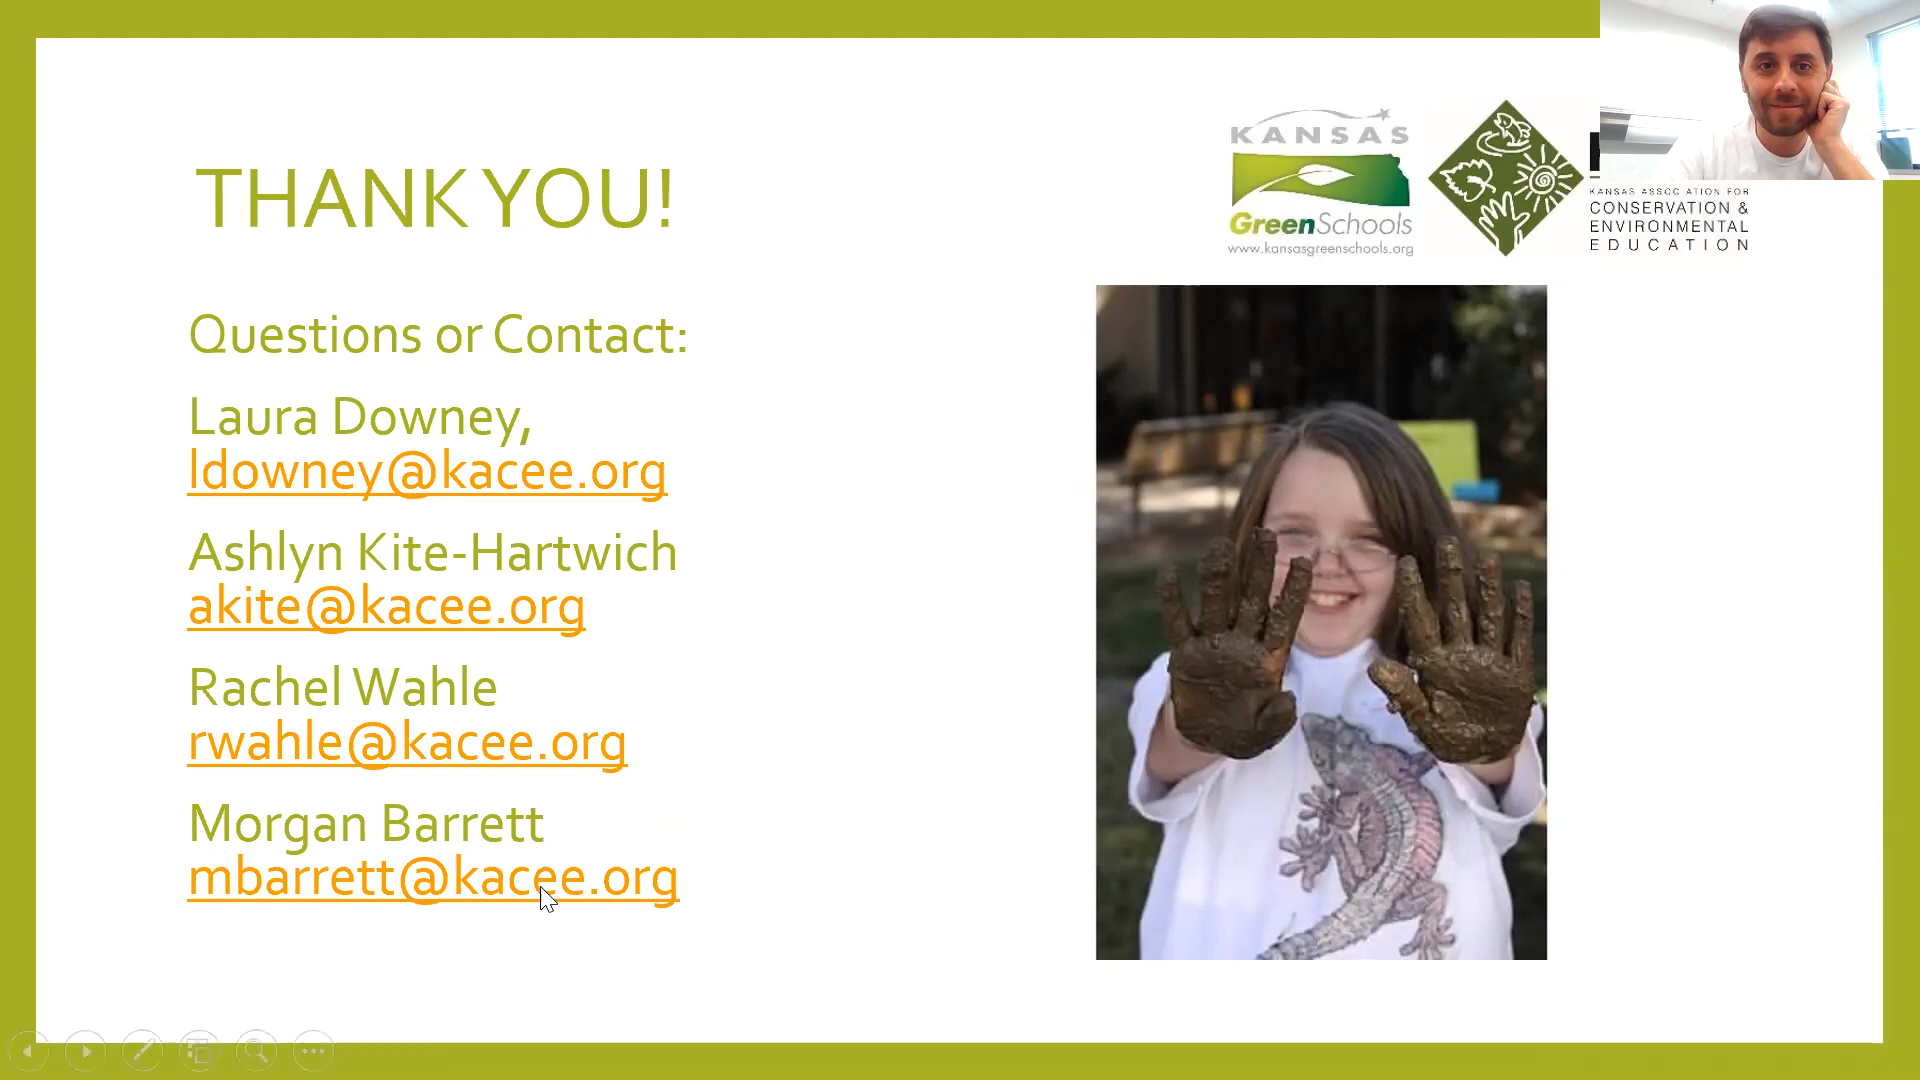 THANK YOU!
KANSAS
GreenSchools
www.kansasgreenschools.org
KANSAS ASSOCIATION FOR
CONSERVATION &
ENVIRONMENTAL
EDUCATION
Questions or Contact:
Laura Downey,
ldowney@kacee.org
Ashlyn Kite-Hartwich
akite@kacee.org
Rachel Wahle
rwahle@kacee.org
Morgan Barrett
mbarrett@kacee.org